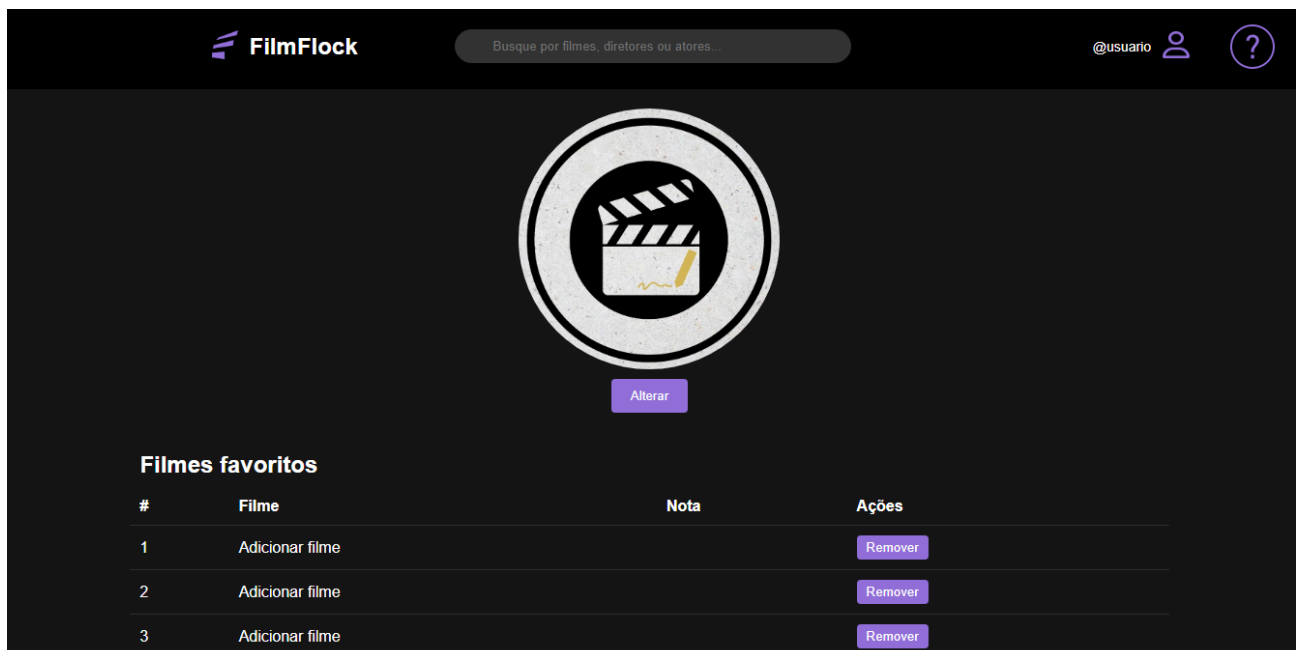 FilmFlock
Busque por filmes, diretores ou atores...
@usuario
?
Alterar
Filmes favoritos
# Filme Nota Ações
1 Adicionar filme Remover
2 Adicionar filme Remover
3 Adicionar filme Remover